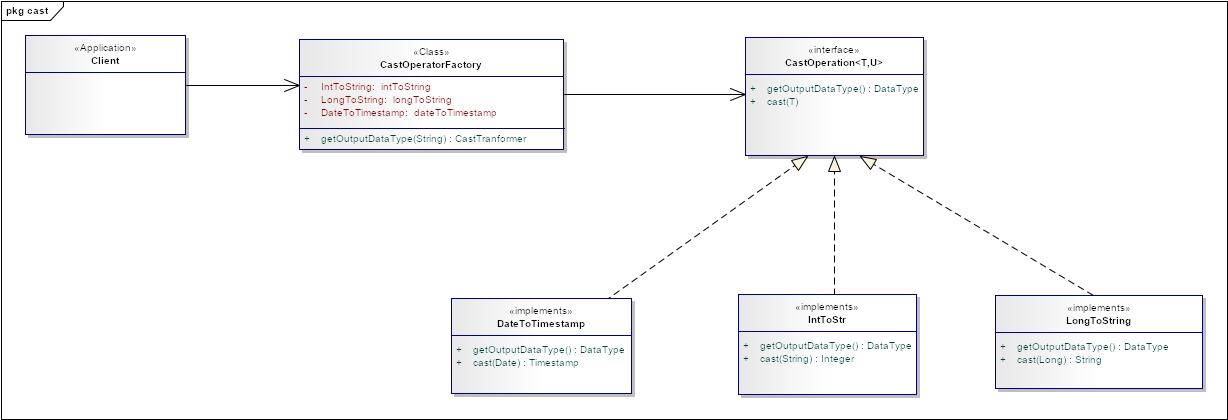 pkg cast
«Application»
Client
«Class»
CastOperatorFactory
- IntToString: intToString
- LongToString: longToString
- DateToTimestamp: dateToTimestamp
+ getOutputDataType(String) : CastTranformer
«interface»
CastOperation<T,U>
+ getOutputDataType() : DataType
+ cast(T)
«implements»
DateToTimestamp
+ getOutputDataType() : DataType
+ cast(Date) : Timestamp
«implements»
IntToStr
+ getOutputDataType() : DataType
+ cast(String) : Integer
«implements»
LongToString
+ getOutputDataType() : DataType
+ cast(Long) : String